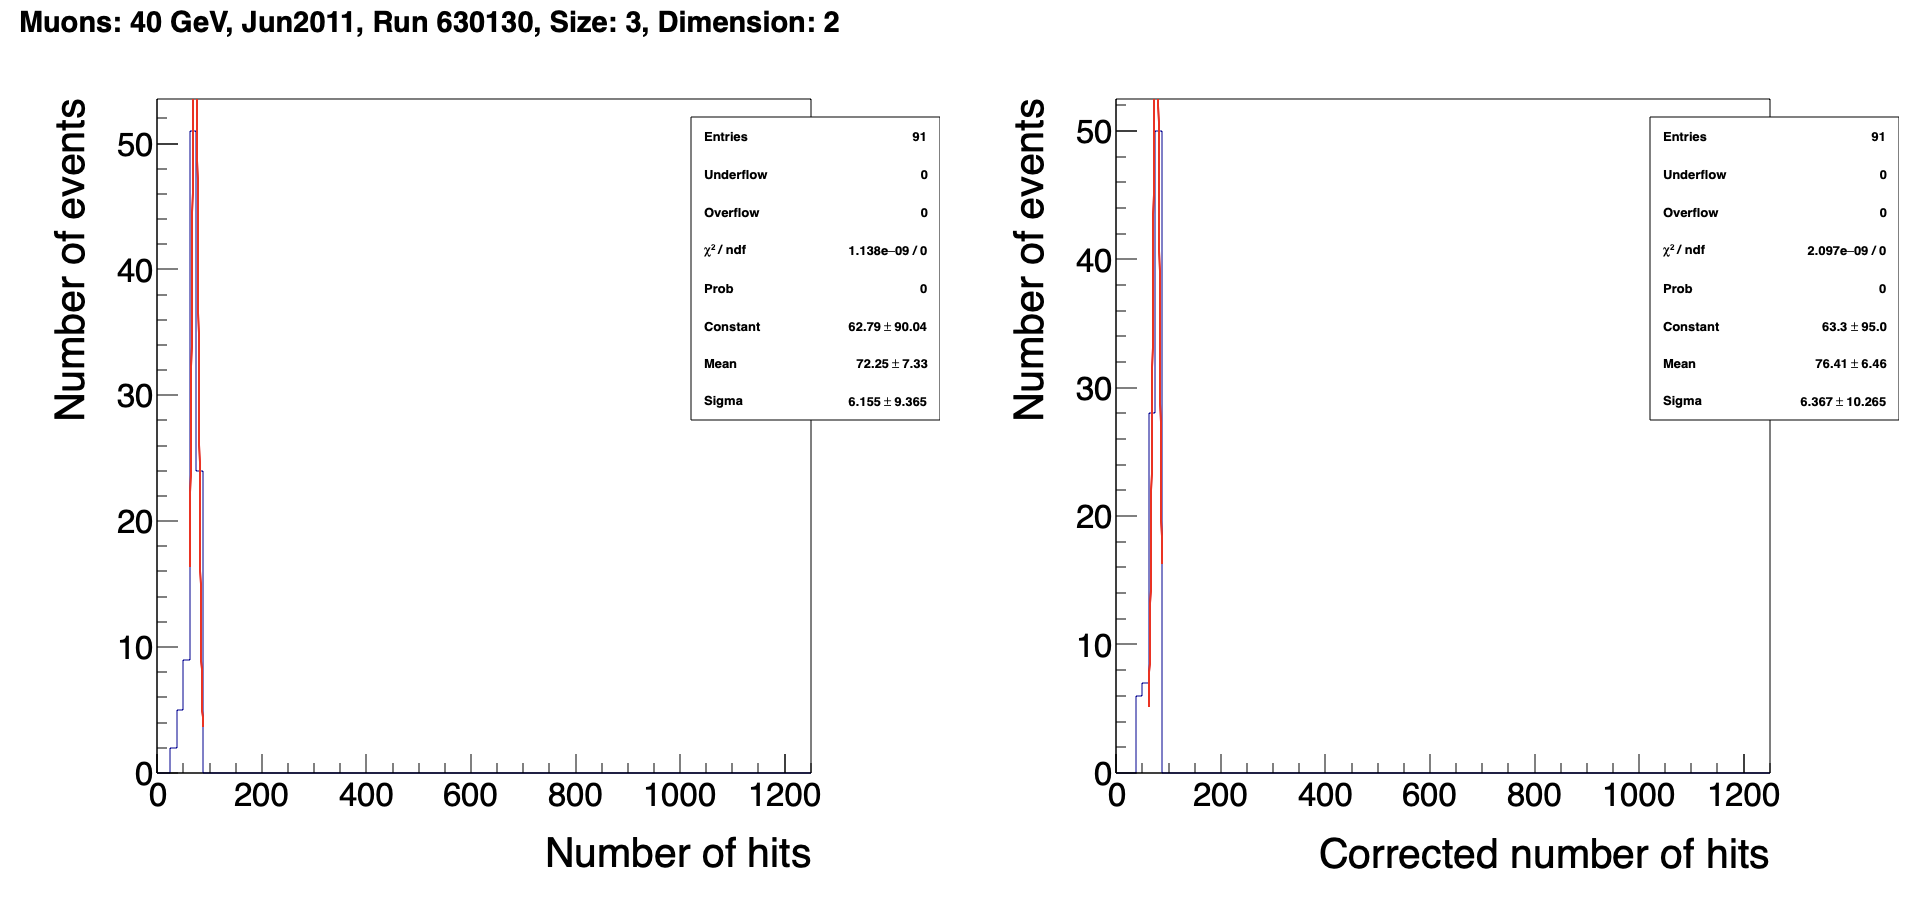 Muons: 40 GeV, Jun2011, Run 630130, Size: 3, Dimension: 2
Number of events
50
40
30
20
10
0
0 200 400 600 800 1000 1200
Number of hits
Entries 91
Underflow 0
Overflow 0
χ² / ndf 1.138e−09 / 0
Prob 0
Constant 62.79 ± 90.04
Mean 72.25 ± 7.33
Sigma 6.155 ± 9.365
Number of events
50
40
30
20
10
0
0 200 400 600 800 1000 1200
Corrected number of hits
Entries 91
Underflow 0
Overflow 0
χ² / ndf 2.097e−09 / 0
Prob 0
Constant 63.3 ± 95.0
Mean 76.41 ± 6.46
Sigma 6.367 ± 10.265